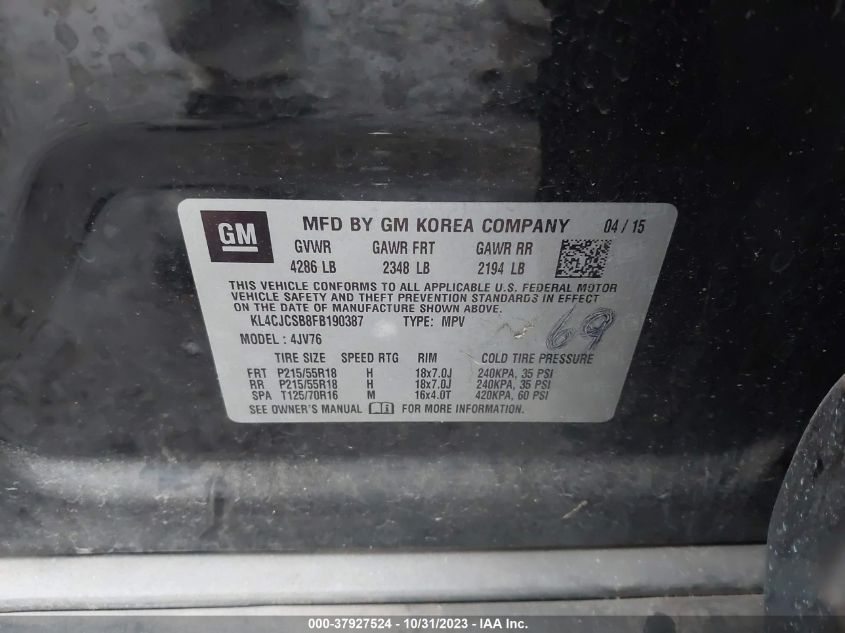 GM
MFD BY GM KOREA COMPANY 04 / 15
GVWR GAWR FRT GAWR RR
4286 LB 2348 LB 2194 LB
THIS VEHICLE CONFORMS TO ALL APPLICABLE U.S. FEDERAL MOTOR
VEHICLE SAFETY AND THEFT PREVENTION STANDARDS IN EFFECT
ON THE DATE OF MANUFACTURE SHOWN ABOVE.
KL4CJCSB8FB190387 TYPE: MPV
69
MODEL : 4JV76
TIRE SIZE SPEED RTG RIM COLD TIRE PRESSURE
FRT P215/55R18 H 18x7.0J 240KPA, 35 PSI
RR P215/55R18 H 18x7.0J 240KPA, 35 PSI
SPA T125/70R16 M 16x4.0T 420KPA, 60 PSI
SEE OWNER'S MANUAL FOR MORE INFORMATION.
000-37927524 - 10/31/2023 - IAA Inc.